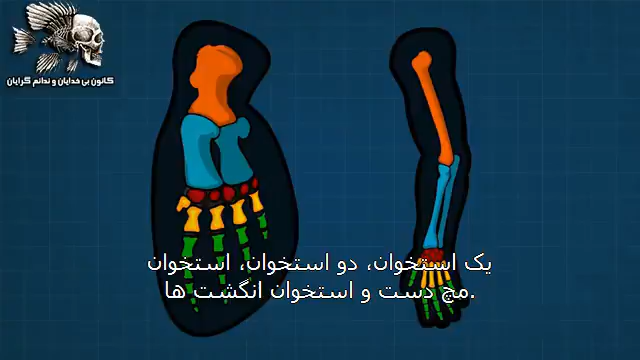 کانون بی خدایان و ندانم گرایان
یک استخوان، دو استخوان، استخوان
مچ دست و استخوان انگشت ها.